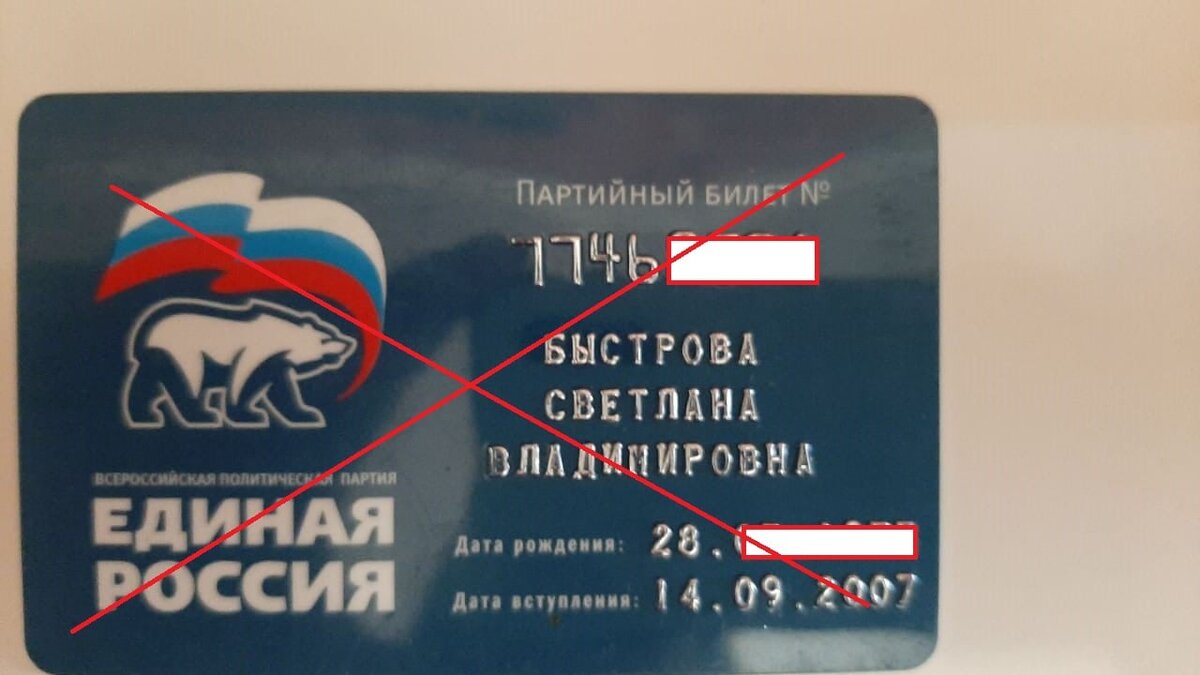 ПАРТИЙНЫЙ БИЛЕТ №
7746
БЫСТРОВА
СВЕТЛАНА
ВЛАДИМИРОВНА
ВСЕРОССИЙСКАЯ ПОЛИТИЧЕСКАЯ ПАРТИЯ
ЕДИНАЯ
РОССИЯ
Дата рождения: 28.
Дата вступления: 14.09.2007